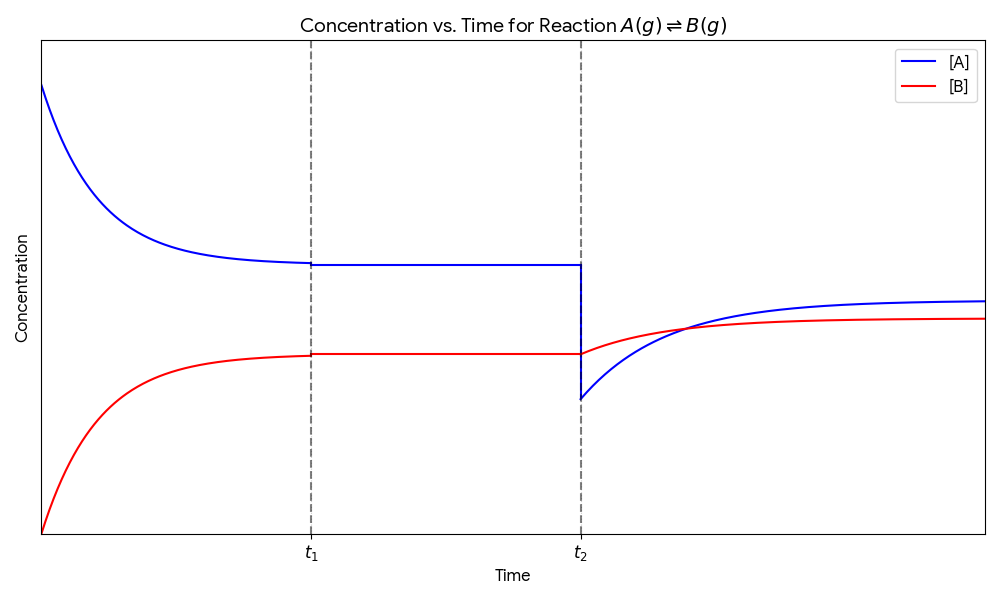 Concentration vs. Time for Reaction A(g) ⇌ B(g)
[A]
[B]
Concentration
t₁ t₂
Time